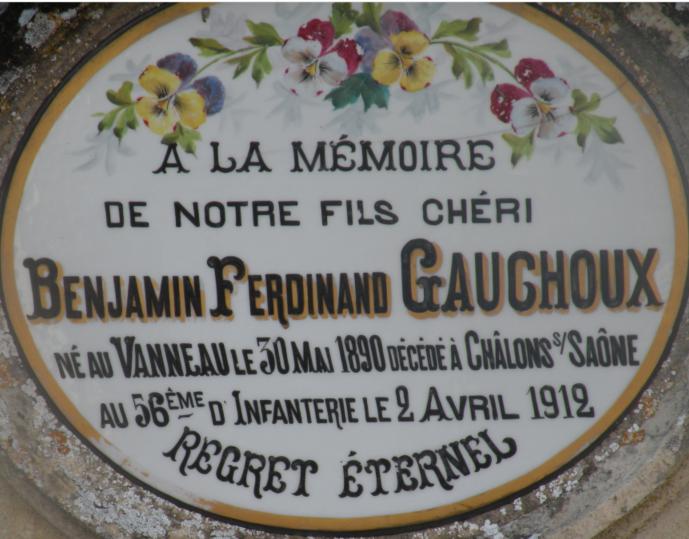 A LA MÉMOIRE
DE NOTRE FILS CHÉRI
BENJAMIN FERDINAND GAUCHOUX
NÉ AU VANNEAU LE 30 MAI 1890 DÉCÉDÉ À CHÂLONS S/SAÔNE
AU 56ÈME D'INFANTERIE LE 2 AVRIL 1912
REGRET ÉTERNEL